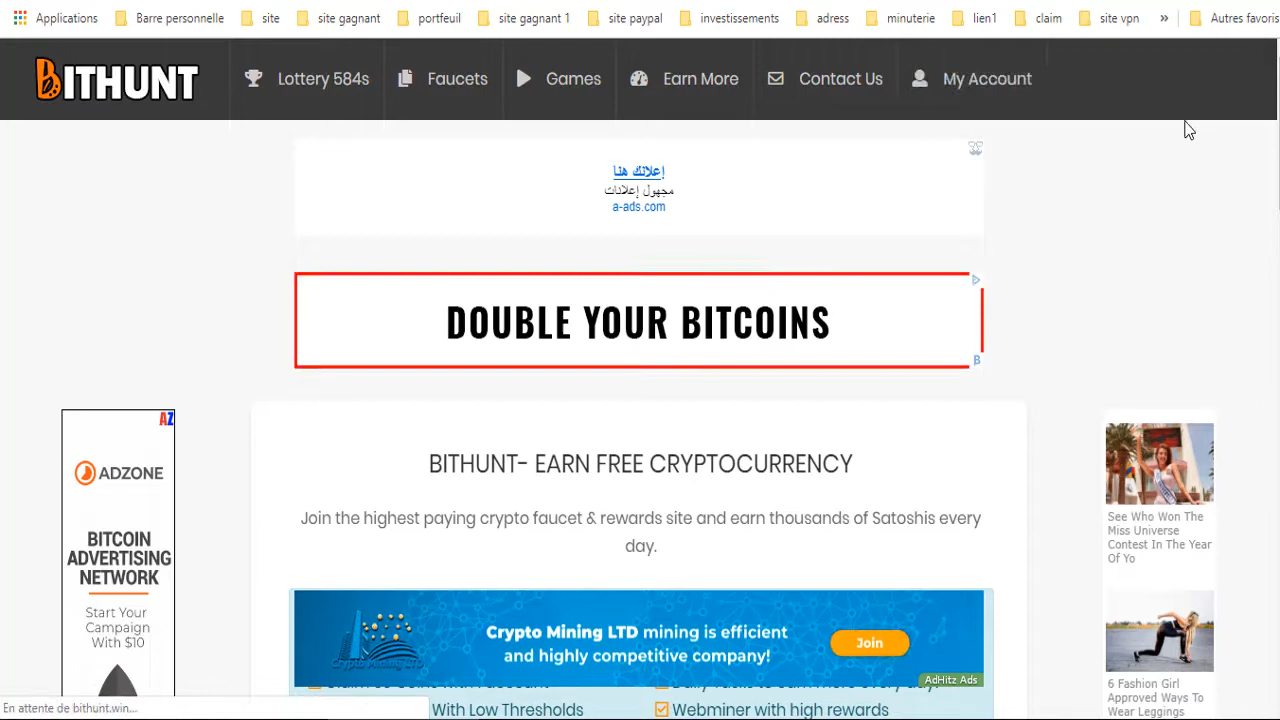 Applications Barre personnelle site site gagnant portfeuil site gagnant 1 site paypal investissements adress minuterie lien1 claim site vpn » Autres favoris
BITHUNT Lottery 584s Faucets Games Earn More Contact Us My Account
إعلانك هنا
مجهول إعلانات
a-ads.com
DOUBLE YOUR BITCOINS
B
AZ
ADZONE
BITCOIN
ADVERTISING
NETWORK
Start Your
Campaign
With $10
BITHUNT- EARN FREE CRYPTOCURRENCY
Join the highest paying crypto faucet & rewards site and earn thousands of Satoshis every
day.
Crypto Mining LTD
Crypto Mining LTD mining is efficient
and highly competitive company!
Join
AdHitz Ads
With Low Thresholds
Webminer with high rewards
See Who Won The
Miss Universe
Contest In The Year
Of Yo
6 Fashion Girl
Approved Ways To
Wear Leggings
En attente de bithunt.win...